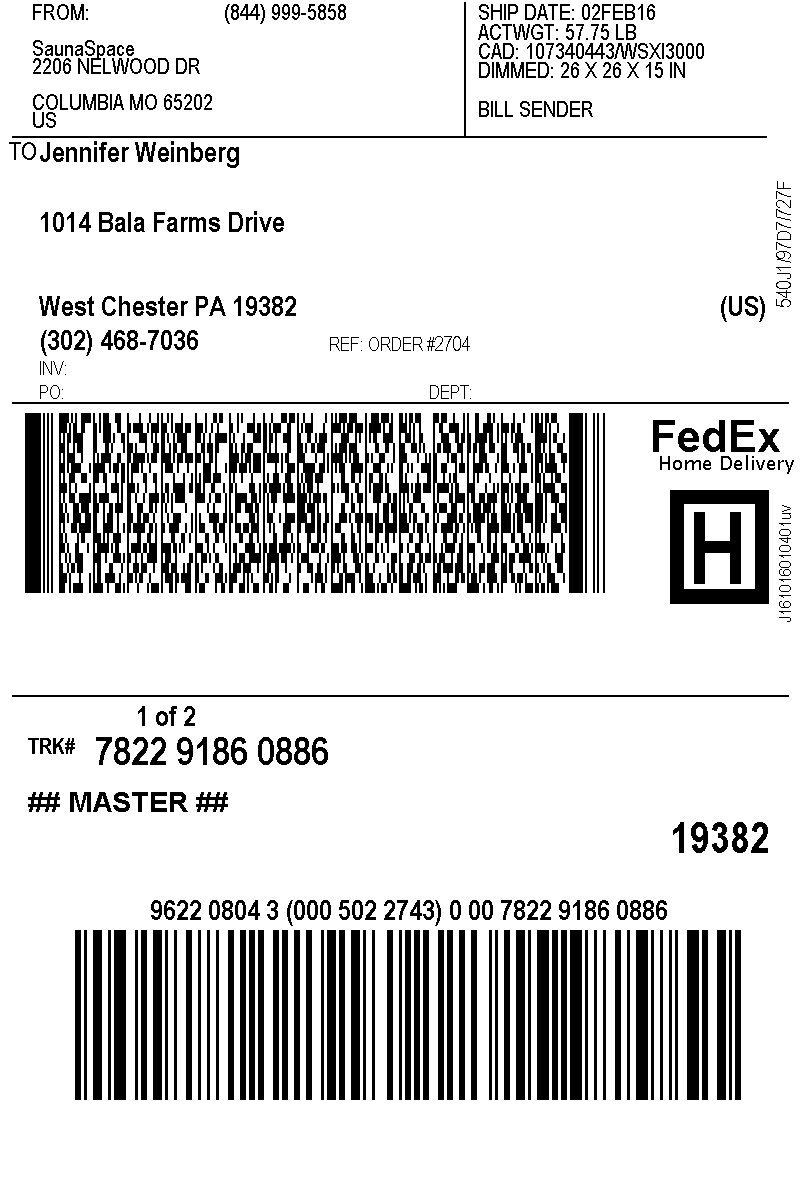 FROM: (844) 999-5858
SaunaSpace
2206 NELWOOD DR
COLUMBIA MO 65202
US
SHIP DATE: 02FEB16
ACTWGT: 57.75 LB
CAD: 107340443/WSXI3000
DIMMED: 26 X 26 X 15 IN
BILL SENDER
TO Jennifer Weinberg
1014 Bala Farms Drive
West Chester PA 19382 (US)
(302) 468-7036 REF: ORDER #2704
INV:
PO: DEPT:
540J1/97D7/727F
FedEx
Home Delivery
H
J161016010401uv
1 of 2
TRK# 7822 9186 0886
## MASTER ##
19382
9622 0804 3 (000 502 2743) 0 00 7822 9186 0886